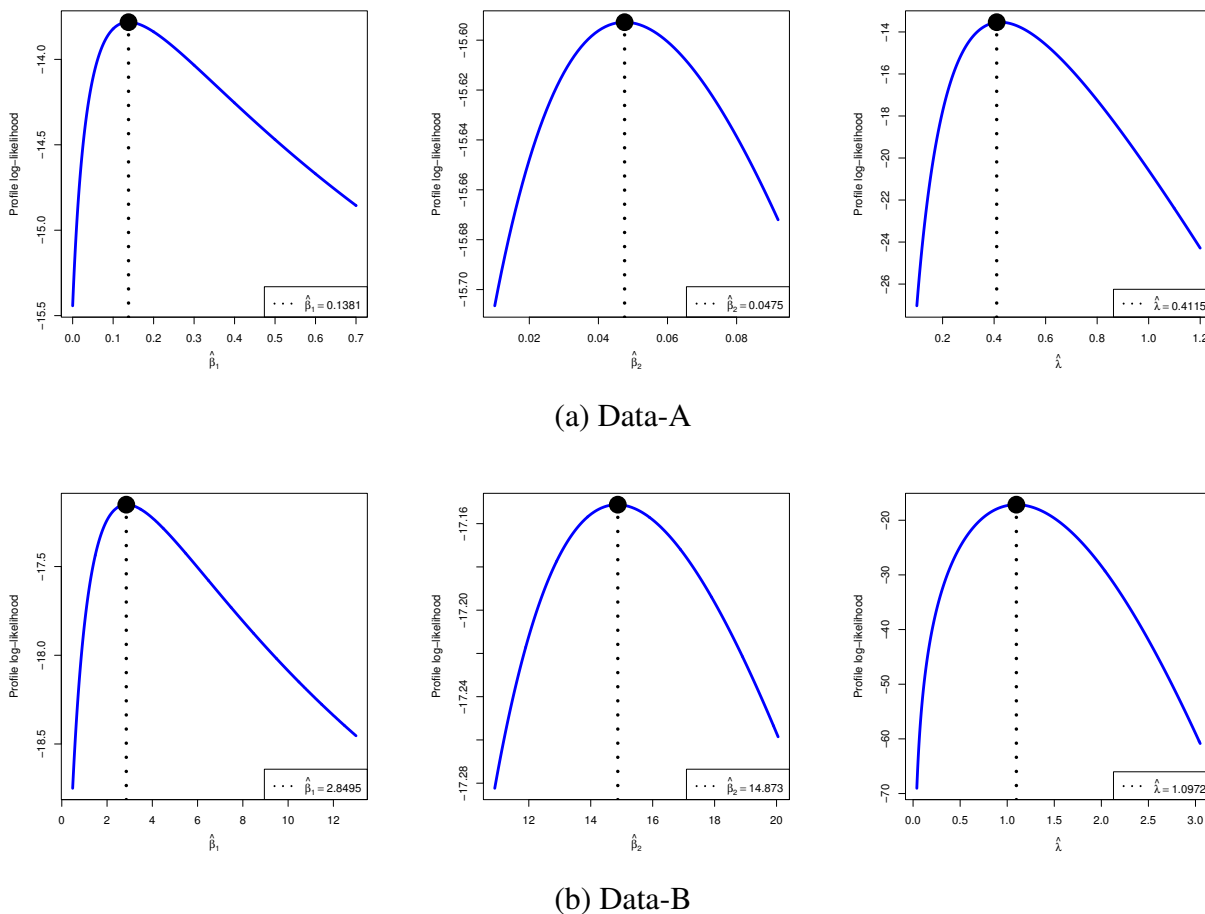 Profile log-likelihood
-14.0
-14.5
-15.0
-15.5
0.0 0.1 0.2 0.3 0.4 0.5 0.6 0.7
β̂₁
β̂₁ = 0.1381
Profile log-likelihood
-15.60
-15.62
-15.64
-15.66
-15.68
-15.70
0.02 0.04 0.06 0.08
β̂₂
β̂₂ = 0.0475
Profile log-likelihood
-14
-16
-18
-20
-22
-24
-26
0.2 0.4 0.6 0.8 1.0 1.2
λ̂
λ̂ = 0.4115
(a) Data-A
Profile log-likelihood
-17.5
-18.0
-18.5
0 2 4 6 8 10 12
β̂₁
β̂₁ = 2.8495
Profile log-likelihood
-17.16
-17.20
-17.24
-17.28
12 14 16 18 20
β̂₂
β̂₂ = 14.873
Profile log-likelihood
-20
-30
-40
-50
-60
-70
0.0 0.5 1.0 1.5 2.0 2.5 3.0
λ̂
λ̂ = 1.0972
(b) Data-B